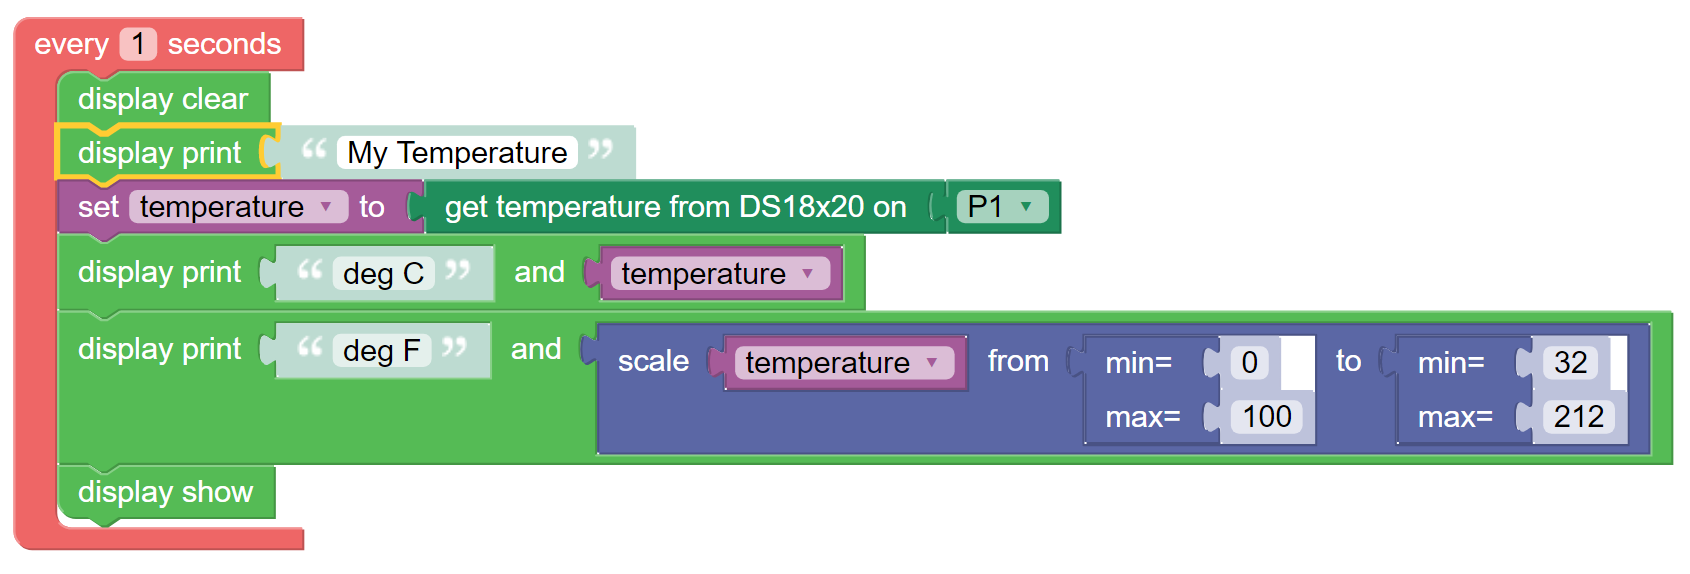 every 1 seconds
display clear
display print “ My Temperature ”
set temperature to get temperature from DS18x20 on P1
display print “ deg C ” and temperature
display print “ deg F ” and scale temperature from min= 0 to min= 32
max= 100 max= 212
display show